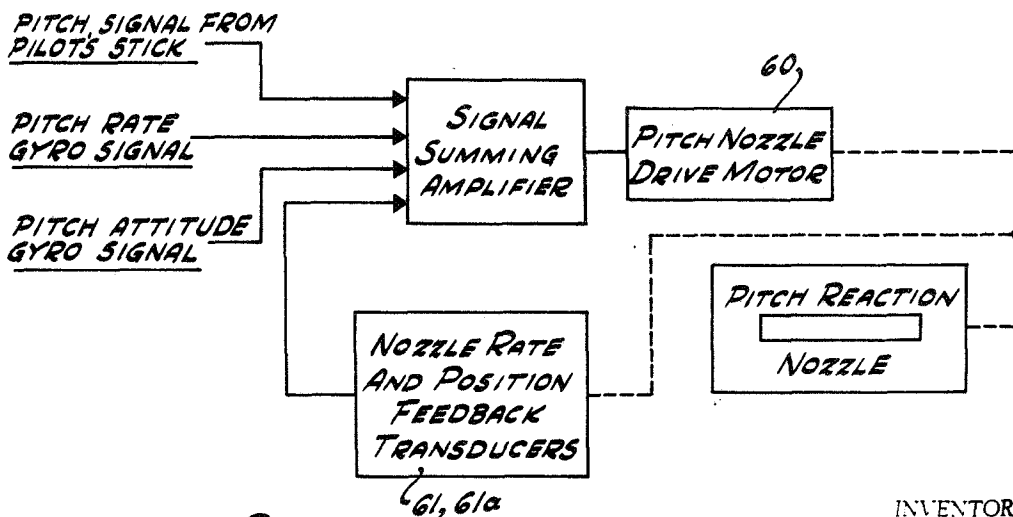 PITCH SIGNAL FROM
PILOT'S STICK
PITCH RATE
GYRO SIGNAL
PITCH ATTITUDE
GYRO SIGNAL
SIGNAL
SUMMING
AMPLIFIER
60
PITCH NOZZLE
DRIVE MOTOR
PITCH REACTION
NOZZLE
NOZZLE RATE
AND POSITION
FEEDBACK
TRANSDUCERS
61, 61a
INVENTOR